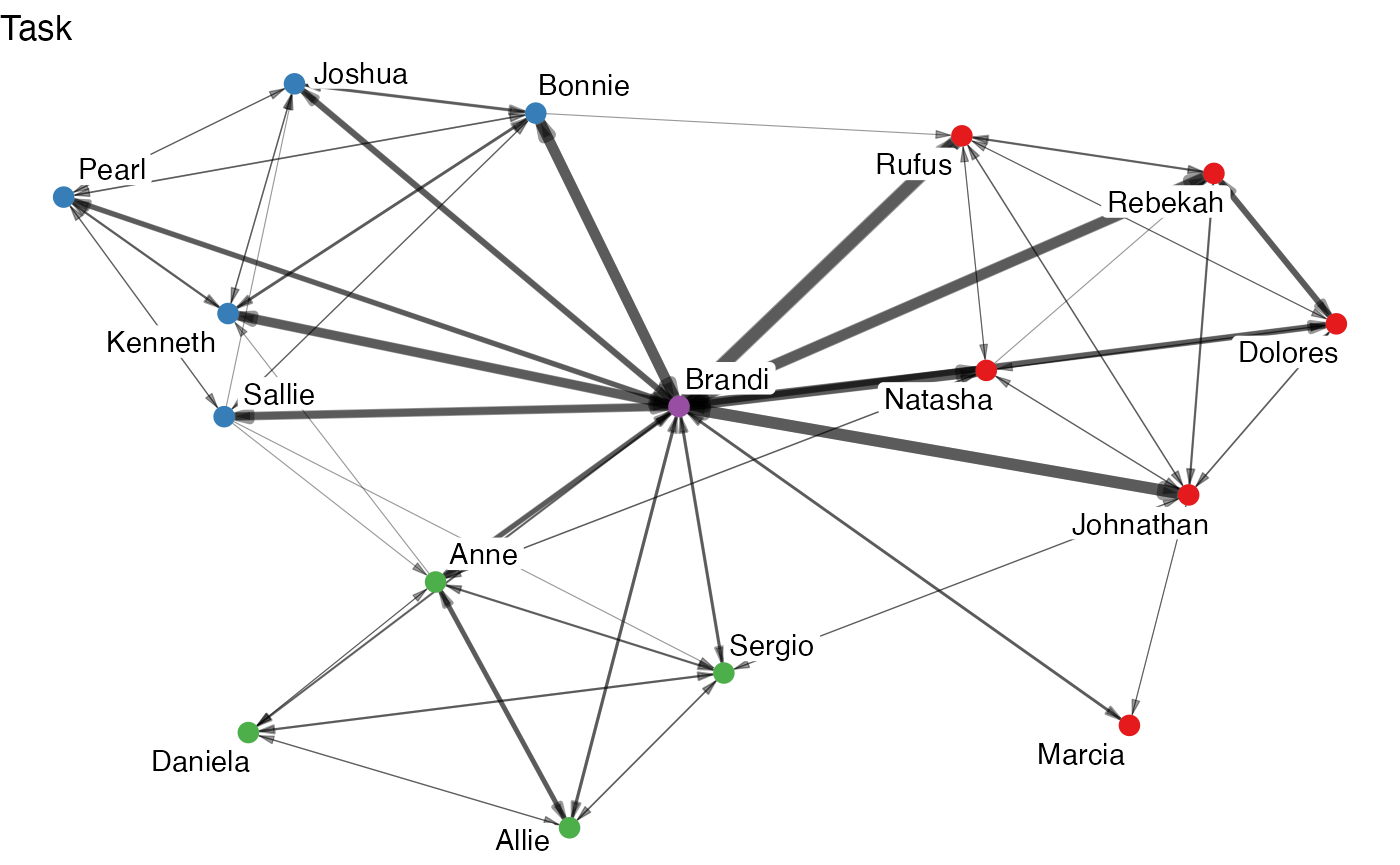 Task
Joshua
Bonnie
Pearl
Rufus
Rebekah
Kenneth
Dolores
Sallie
Brandi
Natasha
Johnathan
Anne
Sergio
Daniela
Marcia
Allie